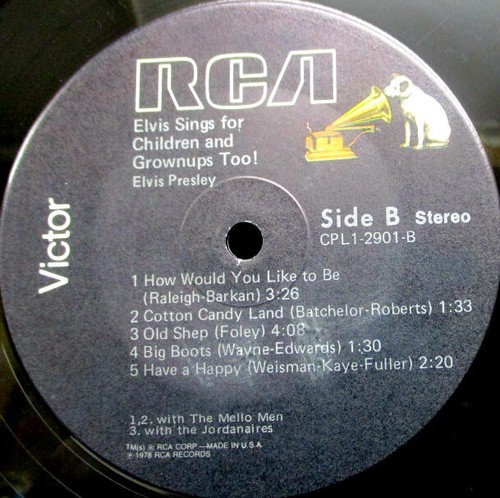 RCA
Elvis Sings for
Children and
Grownups Too!
Elvis Presley
Victor
Side B Stereo
CPL1-2901-B
1 How Would You Like to Be
(Raleigh-Barkan) 3:26
2 Cotton Candy Land (Batchelor-Roberts) 1:33
3 Old Shep (Foley) 4:08
4 Big Boots (Wayne-Edwards) 1:30
5 Have a Happy (Weisman-Kaye-Fuller) 2:20
1,2. with The Mello Men
3. with the Jordanaires
TM(s) ® RCA CORP.—MADE IN U.S.A.
℗ 1978 RCA RECORDS